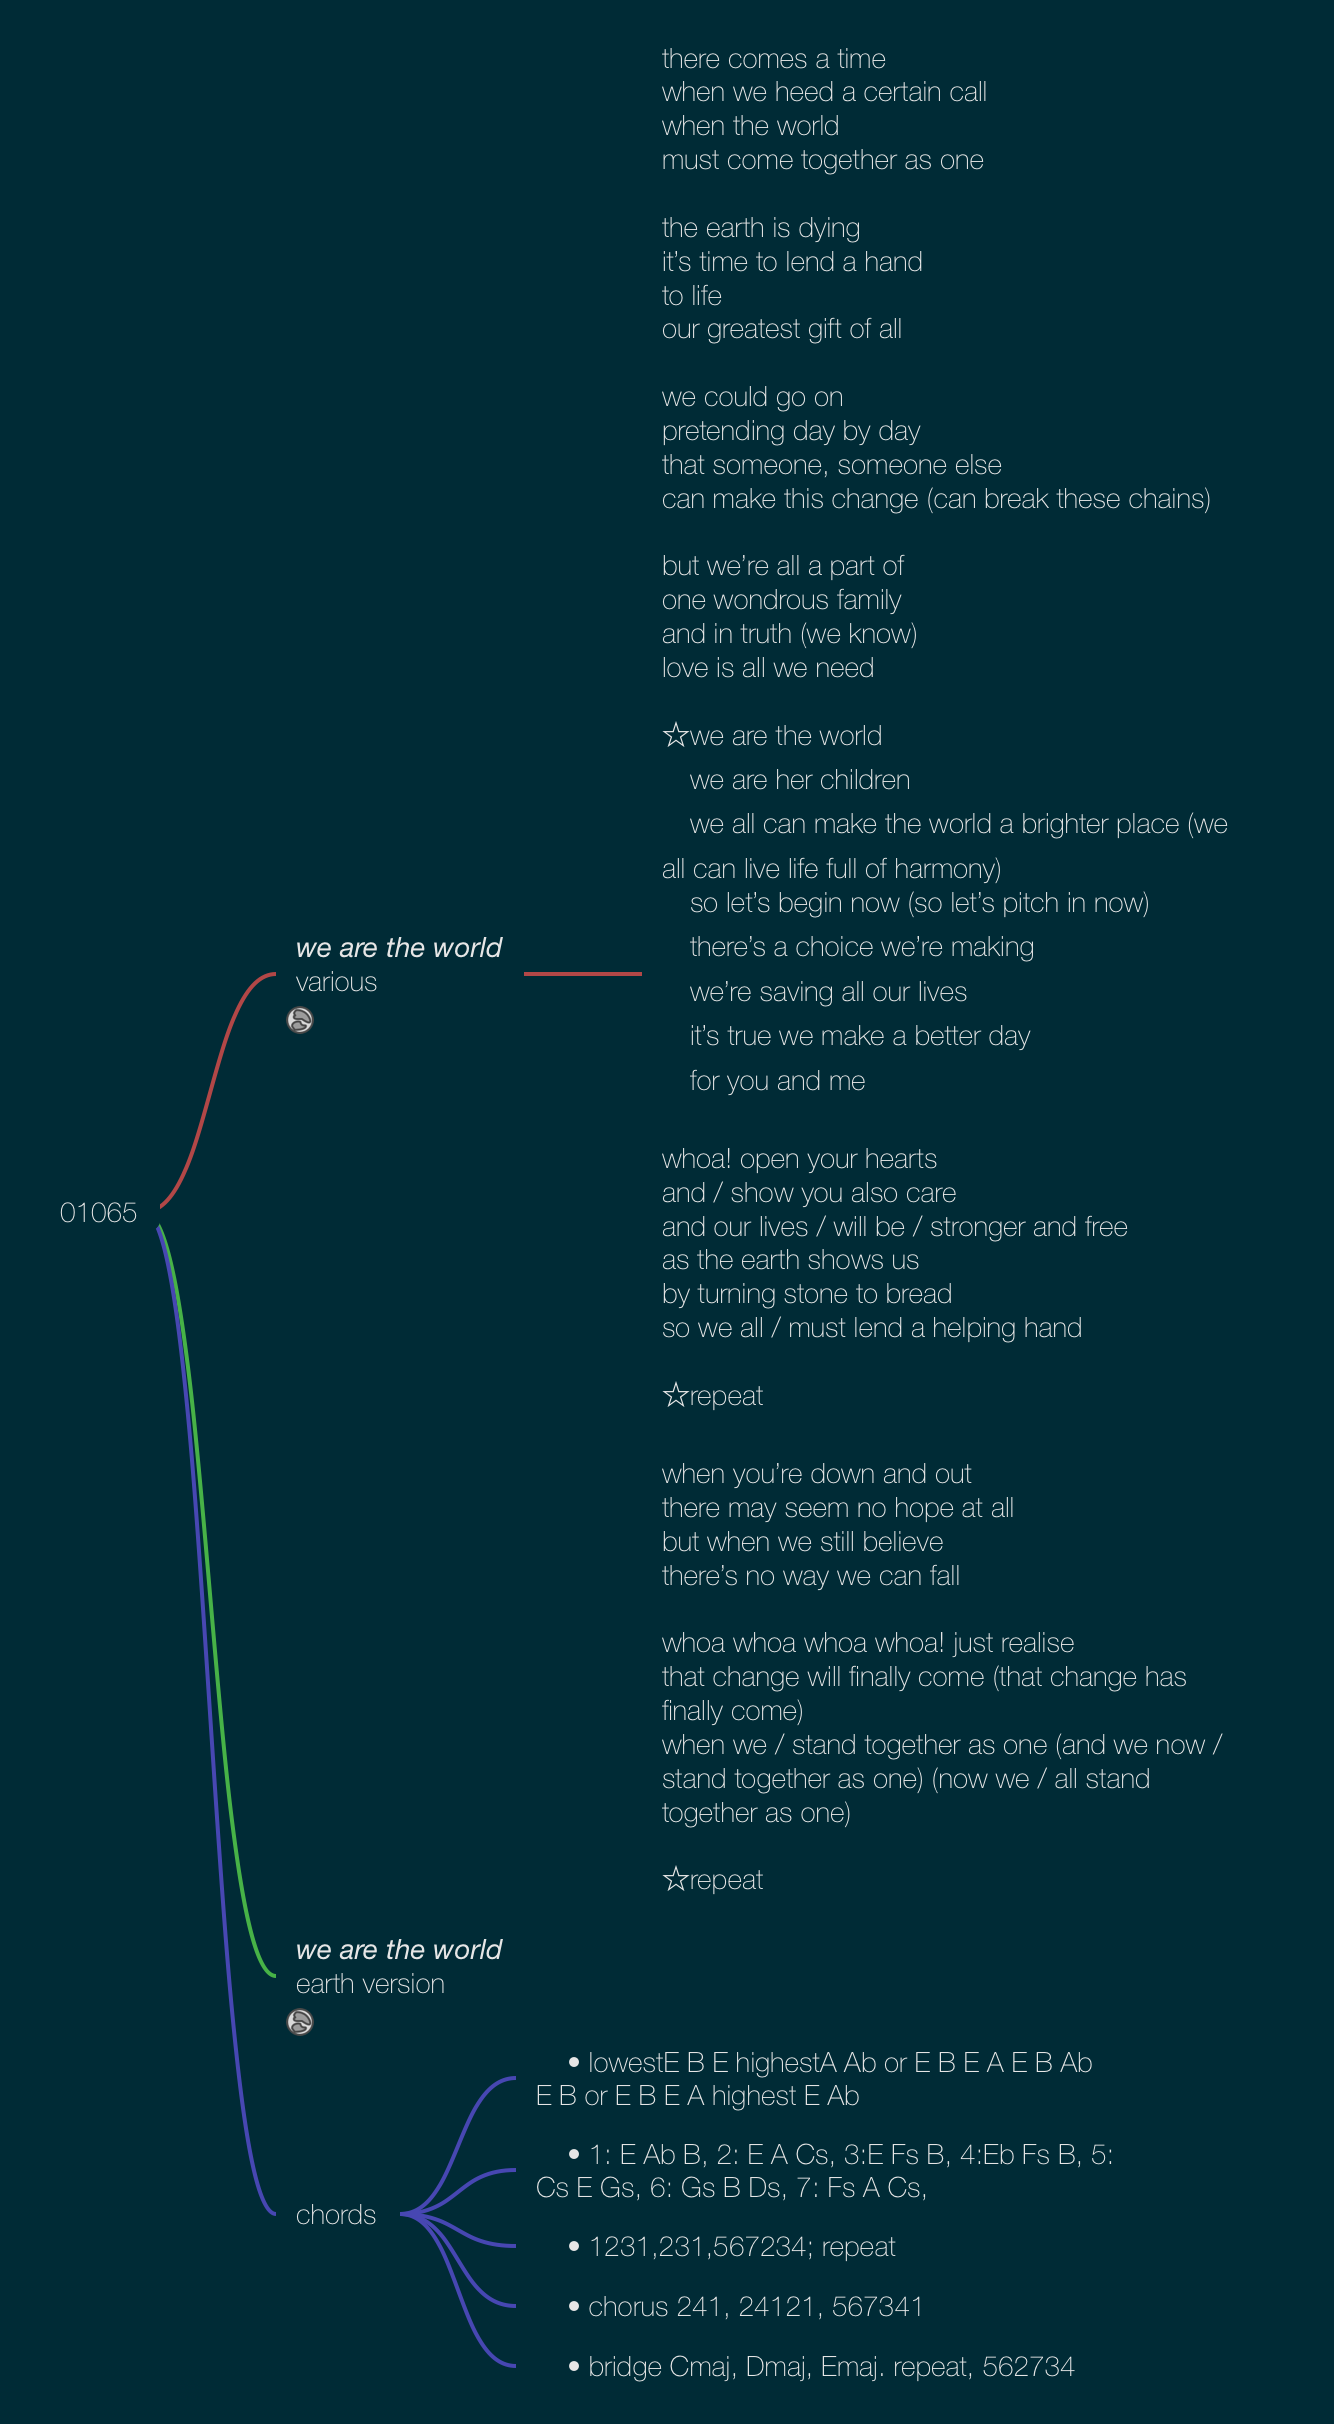 there comes a time
when we heed a certain call
when the world
must come together as one
the earth is dying
it's time to lend a hand
to life
our greatest gift of all
we could go on
pretending day by day
that someone, someone else
can make this change (can break these chains)
but we're all a part of
one wondrous family
and in truth (we know)
love is all we need
☆we are the world
we are her children
we all can make the world a brighter place (we
all can live life full of harmony)
so let's begin now (so let's pitch in now)
there's a choice we're making
we're saving all our lives
it's true we make a better day
for you and me
whoa! open your hearts
and / show you also care
and our lives / will be / stronger and free
as the earth shows us
by turning stone to bread
so we all / must lend a helping hand
☆repeat
when you're down and out
there may seem no hope at all
but when we still believe
there's no way we can fall
whoa whoa whoa whoa! just realise
that change will finally come (that change has
finally come)
when we / stand together as one (and we now /
stand together as one) (now we / all stand
together as one)
☆repeat
we are the world
various
01065
we are the world
earth version
chords
• lowestE B E highestA Ab or E B E A E B Ab
E B or E B E A highest E Ab
• 1: E Ab B, 2: E A Cs, 3:E Fs B, 4:Eb Fs B, 5:
Cs E Gs, 6: Gs B Ds, 7: Fs A Cs,
• 1231,231,567234; repeat
• chorus 241, 24121, 567341
• bridge Cmaj, Dmaj, Emaj. repeat, 562734